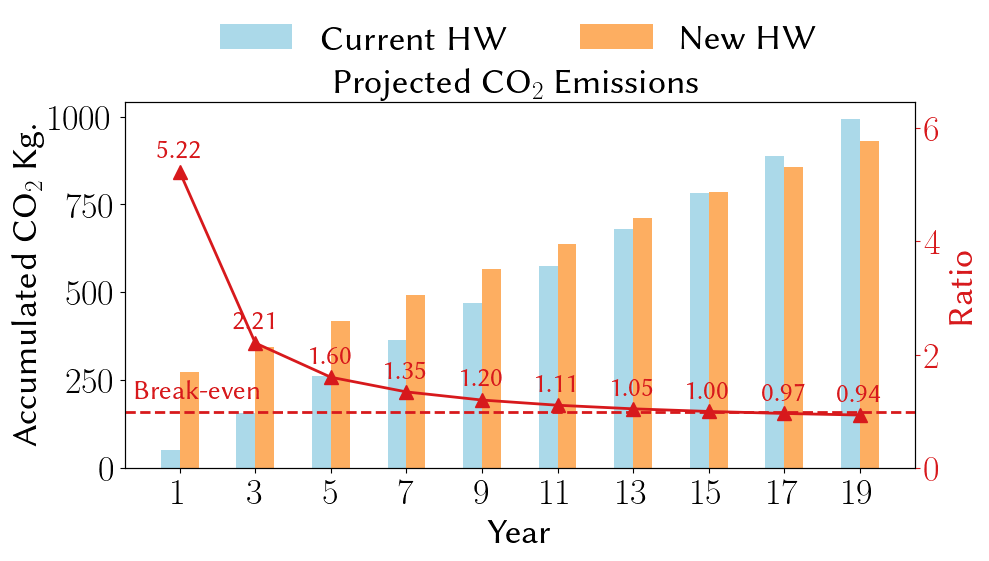 Current HW New HW
Projected CO₂ Emissions
Accumulated CO₂ Kg.
1000
750
500
250
0
6
4
2
0
Ratio
5.22
2.21
1.60
1.35
1.20
1.11
1.05
1.00
0.97
0.94
Break-even
1 3 5 7 9 11 13 15 17 19
Year